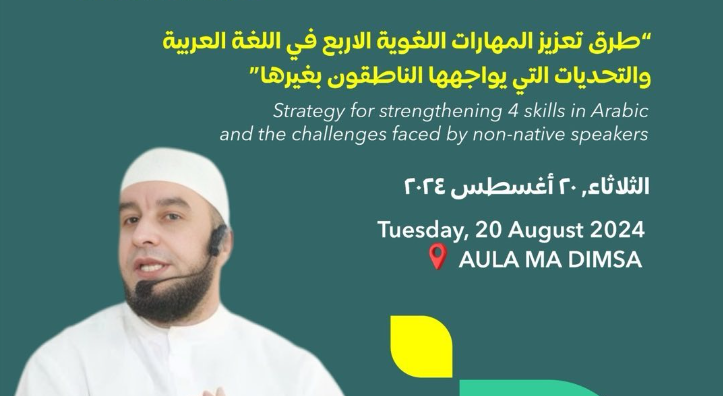 “طرق تعزيز المهارات اللغوية الاربع في اللغة العربية
والتحديات التي يواجهها الناطقون بغيرها”
Strategy for strengthening 4 skills in Arabic
and the challenges faced by non-native speakers
الثلاثاء, ٢٠ أغسطس ٢٠٢٤
Tuesday, 20 August 2024
AULA MA DIMSA